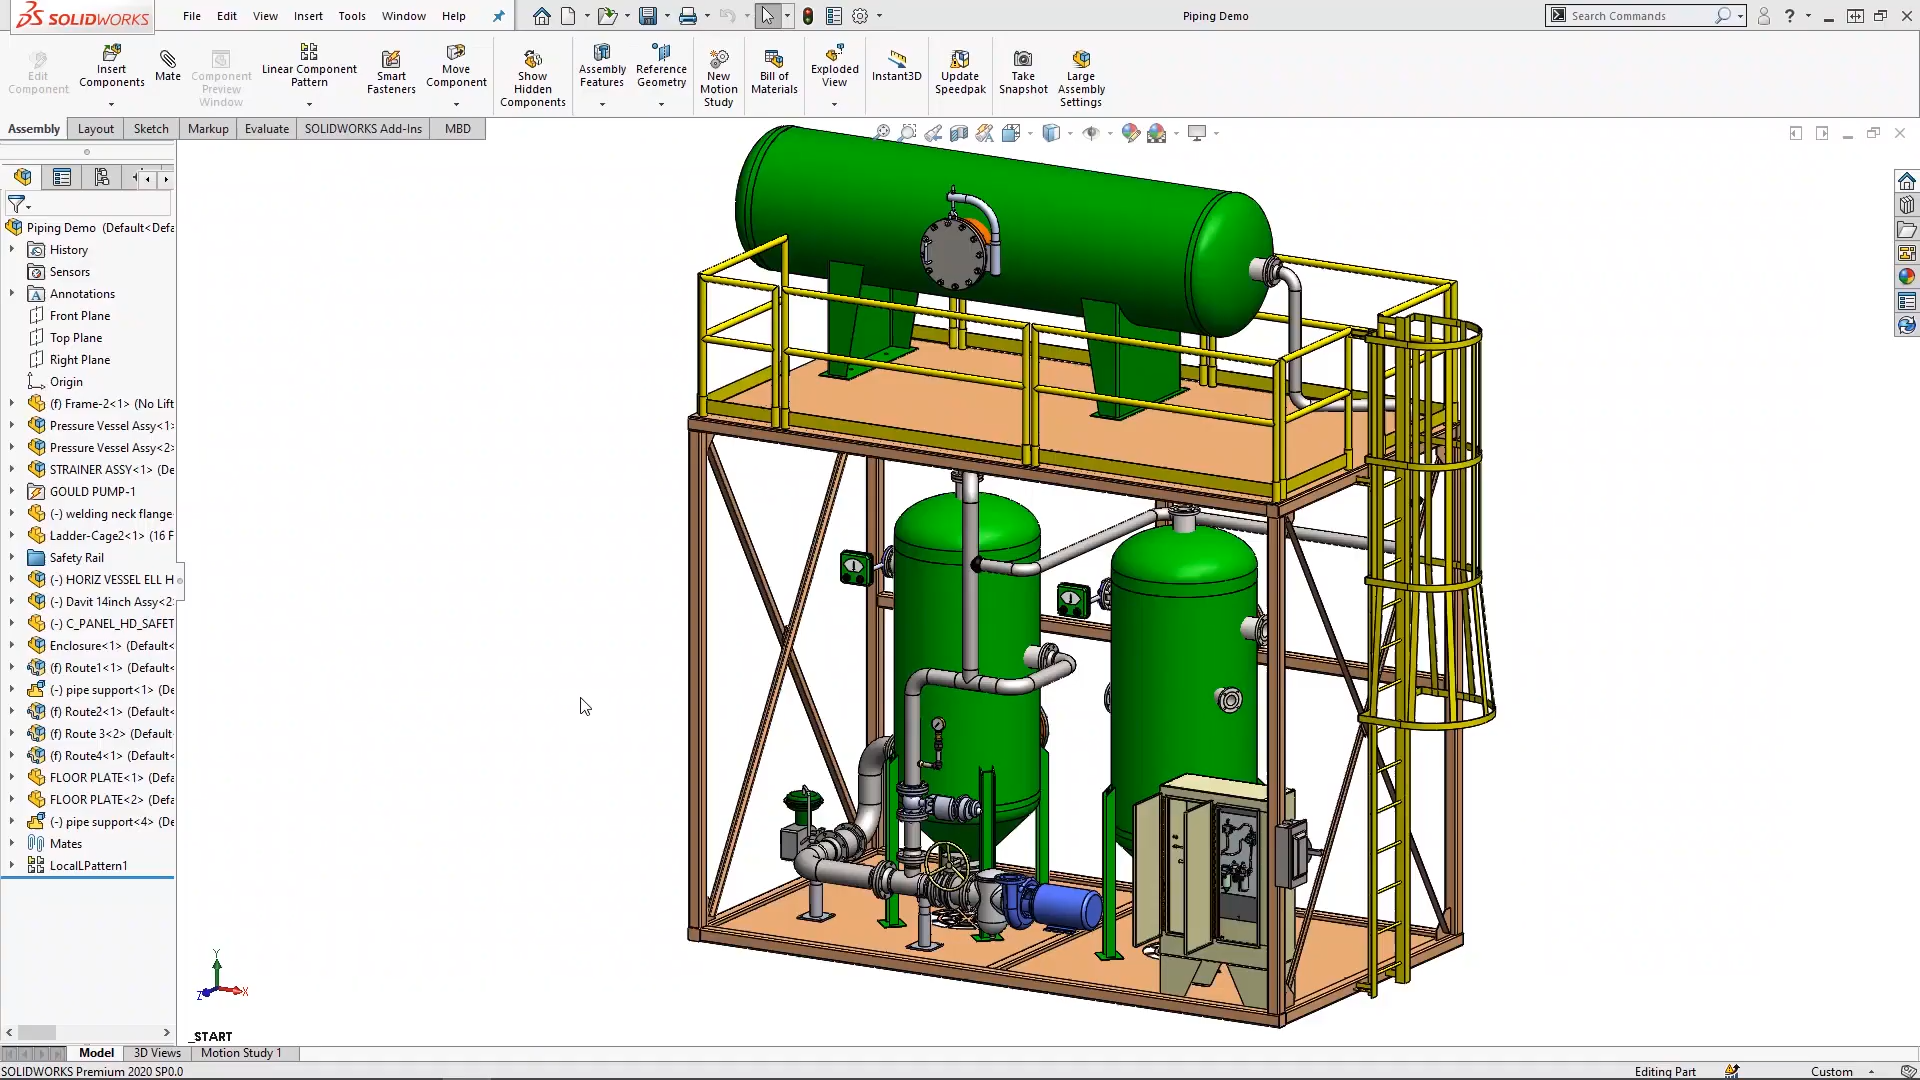 SOLIDWORKS
File Edit View Insert Tools Window Help
Piping Demo
Search Commands
Edit Component
Insert Components
Mate
Component Preview Window
Linear Component Pattern
Smart Fasteners
Move Component
Show Hidden Components
Assembly Features
Reference Geometry
New Motion Study
Bill of Materials
Exploded View
Instant3D
Update Speedpak
Take Snapshot
Large Assembly Settings
Assembly Layout Sketch Markup Evaluate SOLIDWORKS Add-Ins MBD
Piping Demo (Default<Defa
History
Sensors
Annotations
Front Plane
Top Plane
Right Plane
Origin
(f) Frame-2<1> (No Lift
Pressure Vessel Assy<1>
Pressure Vessel Assy<2>
STRAINER ASSY<1> (De
GOULD PUMP-1
(-) welding neck flange
Ladder-Cage2<1> (16 F
Safety Rail
(-) HORIZ VESSEL ELL H
(-) Davit 14inch Assy<2>
(-) C_PANEL_HD_SAFET
Enclosure<1> (Default<
(f) Route1<1> (Default<
(-) pipe support<1> (De
(f) Route2<1> (Default<
(f) Route 3<2> (Default<
(f) Route4<1> (Default<
FLOOR PLATE<1> (Defa
FLOOR PLATE<2> (Defa
(-) pipe support<4> (De
Mates
LocalLPattern1
Y
Z X
_START
Model 3D Views Motion Study 1
SOLIDWORKS Premium 2020 SP0.0
Editing Part
Custom